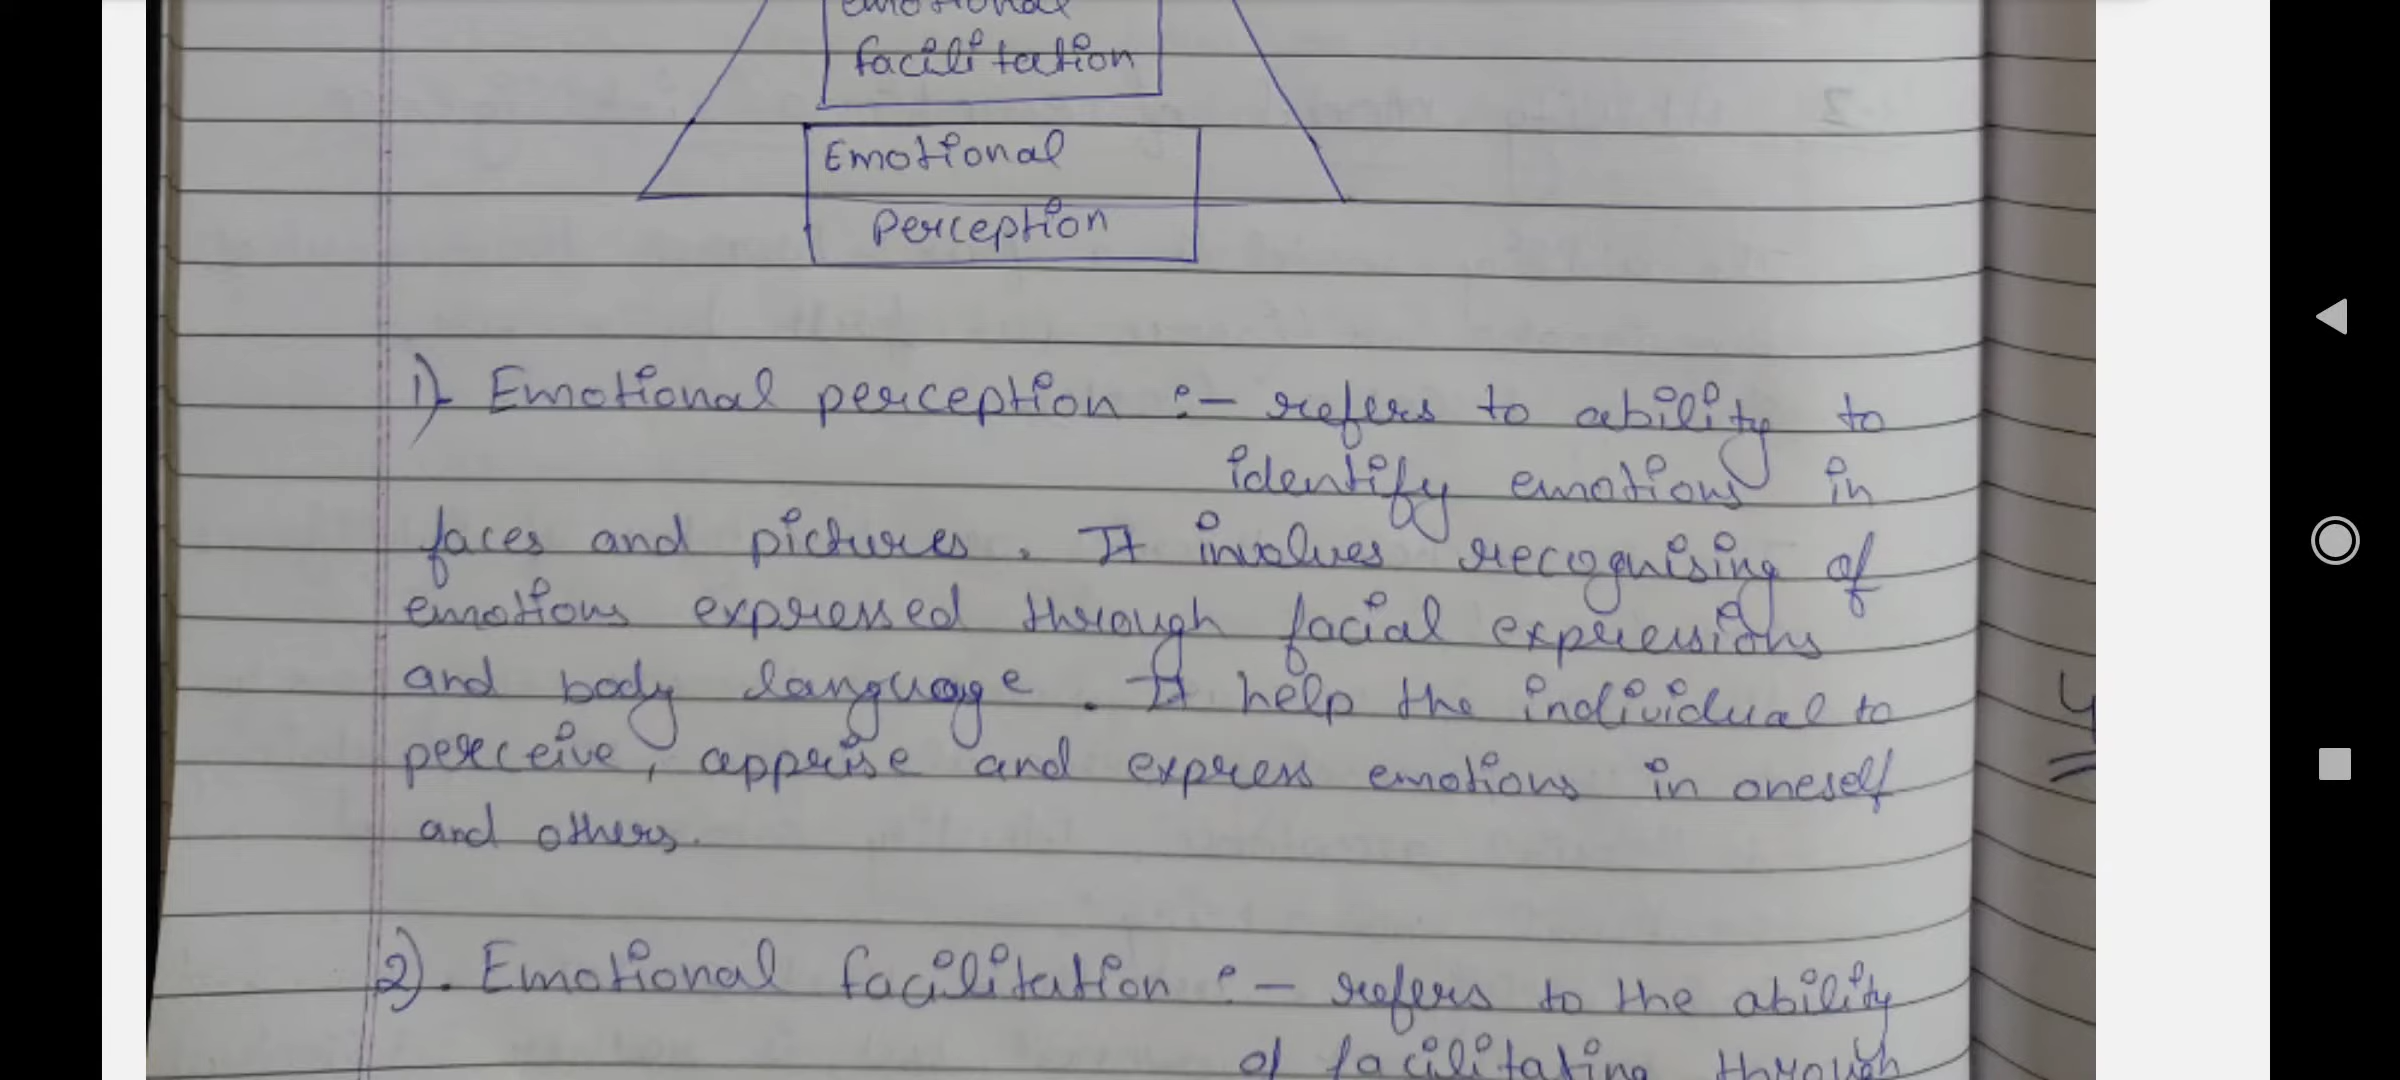 emotional
facilitation
Emotional
perception
1) Emotional perception :- refers to ability to
identify emotions in
faces and pictures. It involves recognising of
emotions expressed through facial expressions
and body language. It help the individual to
perceive, apprise and express emotions in oneself
and others.
2). Emotional facilitation :- refers to the ability
of facilitating through
4